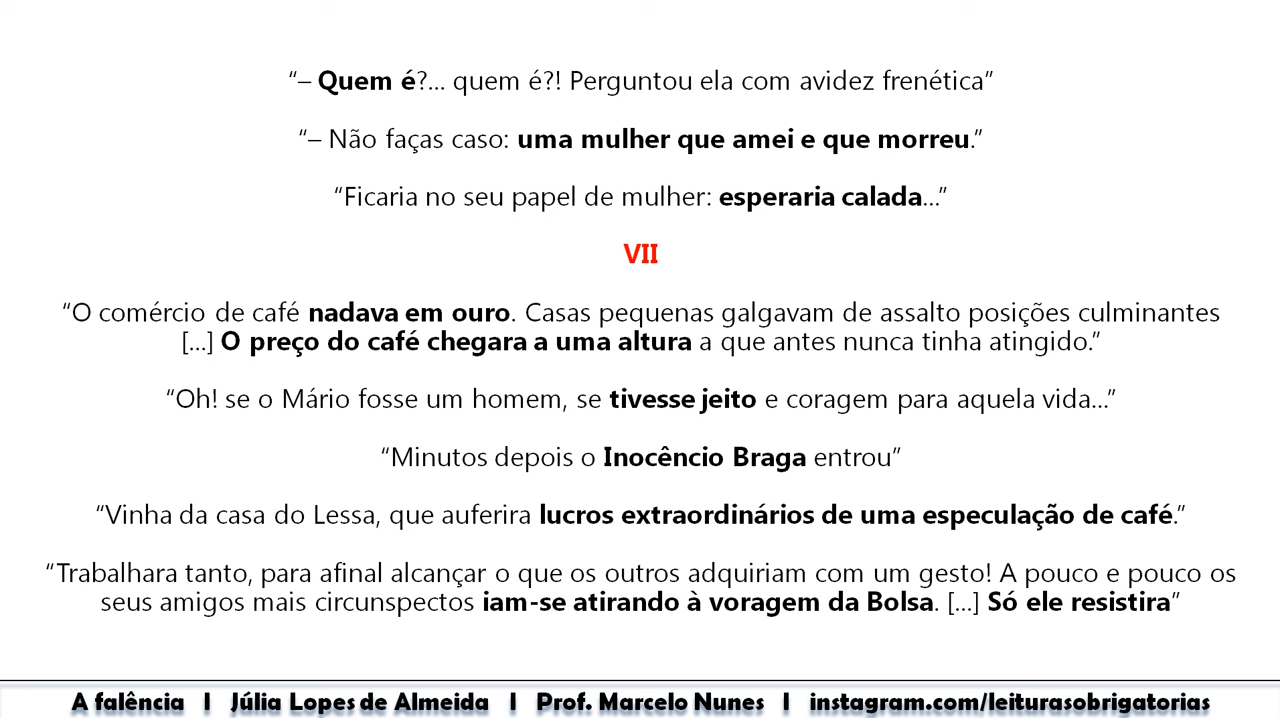 “– Quem é?... quem é?! Perguntou ela com avidez frenética”
“– Não faças caso: uma mulher que amei e que morreu.”
“Ficaria no seu papel de mulher: esperaria calada...”
VII
“O comércio de café nadava em ouro. Casas pequenas galgavam de assalto posições culminantes
[...] O preço do café chegara a uma altura a que antes nunca tinha atingido.”
“Oh! se o Mário fosse um homem, se tivesse jeito e coragem para aquela vida...”
“Minutos depois o Inocêncio Braga entrou”
“Vinha da casa do Lessa, que auferira lucros extraordinários de uma especulação de café.”
“Trabalhara tanto, para afinal alcançar o que os outros adquiriam com um gesto! A pouco e pouco os
seus amigos mais circunspectos iam-se atirando à voragem da Bolsa. [...] Só ele resistira”
A falência I Júlia Lopes de Almeida I Prof. Marcelo Nunes I instagram.com/leiturasobrigatorias